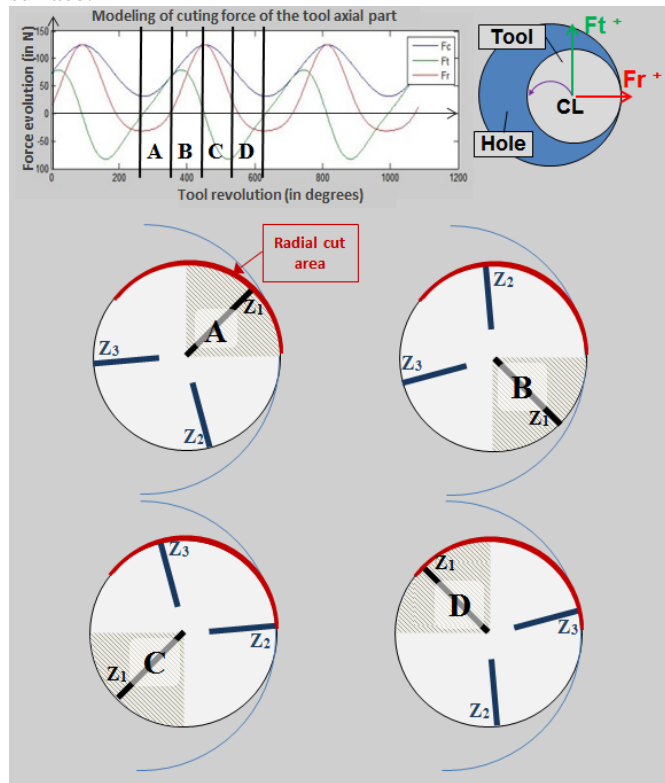 Modeling of cuting force of the tool axial part
Force evolution (in N)
150
100
50
0
50
100
Fc
Ft
Fr
A B C D
0 200 400 600 800 1000 1200
Tool revolution (in degrees)
Ft +
Tool
Fr +
CL
Hole
Radial cut
area
Z1
A
Z3
Z2
Z2
Z3
B
Z1
Z3
Z2
C
Z1
Z1
D
Z3
Z2